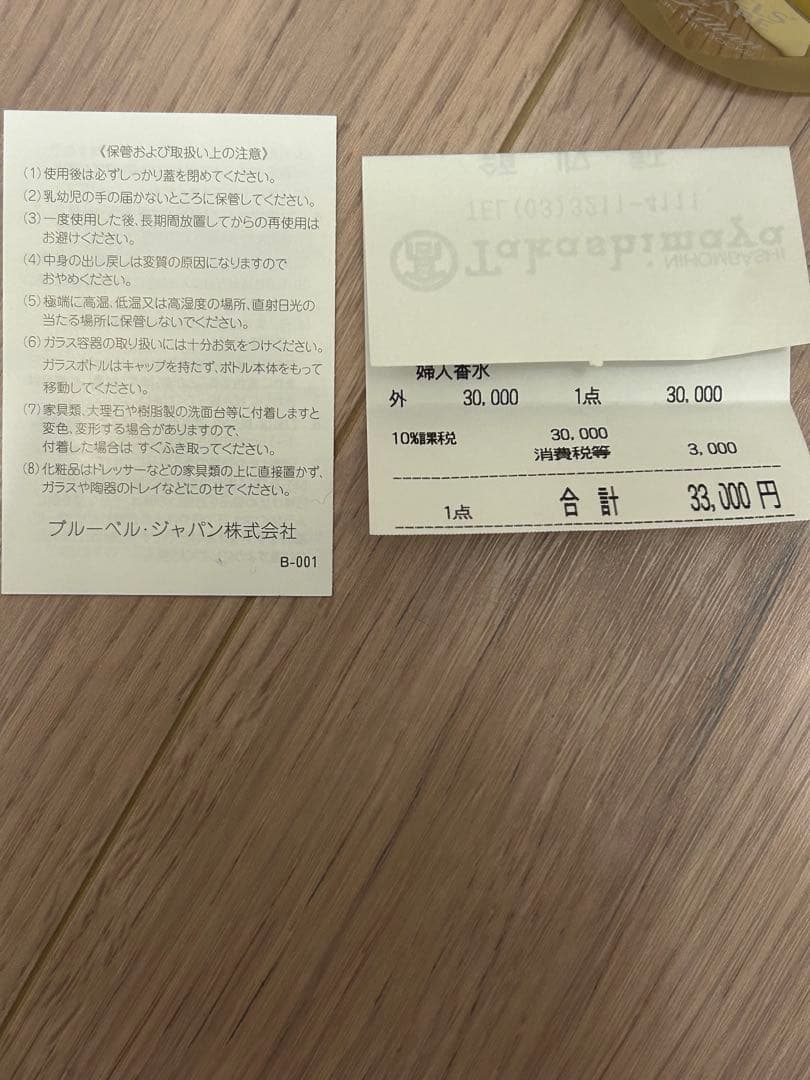 《保管および取扱い上の注意》
(1)使用後は必ずしっかり蓋を閉めてください。
(2)乳幼児の手の届かないところに保管してください。
(3)一度使用した後、長期間放置してからの再使用は
お避けください。
(4)中身の出し戻しは変質の原因になりますので
おやめください。
(5)極端に高温、低温又は高湿度の場所、直射日光の
当たる場所に保管しないでください。
(6)ガラス容器の取り扱いには十分お気をつけください。
ガラスボトルはキャップを持たず、ボトル本体をもって
移動してください。
(7)家具類、大理石や樹脂製の洗面台等に付着しますと
変色、変形する場合がありますので、
付着した場合は すぐふき取ってください。
(8)化粧品はドレッサーなどの家具類の上に直接置かず、
ガラスや陶器のトレイなどにのせてください。
ブルーベル・ジャパン株式会社
B-001
領収証
TEL(03)3211-4111
Takashimaya
NIHOMBASHI
婦人香水
外 30,000 1点 30,000
10%課税 30,000
消費税等 3,000
1点 合計 33,000円